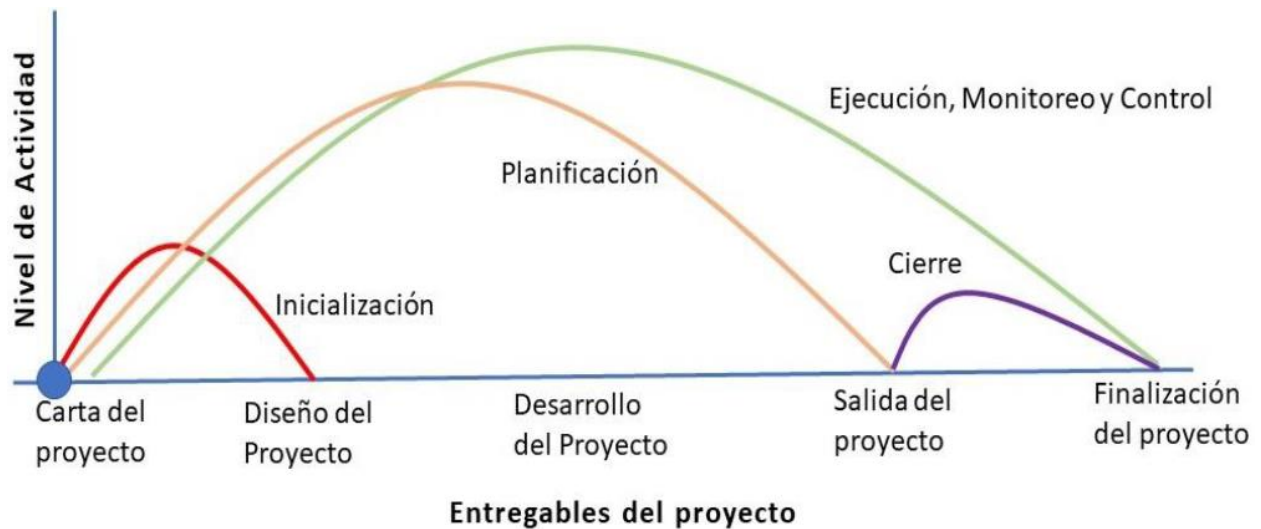 Nivel de Actividad
Ejecución, Monitoreo y Control
Planificación
Cierre
Inicialización
Carta del
proyecto
Diseño del
Proyecto
Desarrollo
del Proyecto
Salida del
proyecto
Finalización
del proyecto
Entregables del proyecto